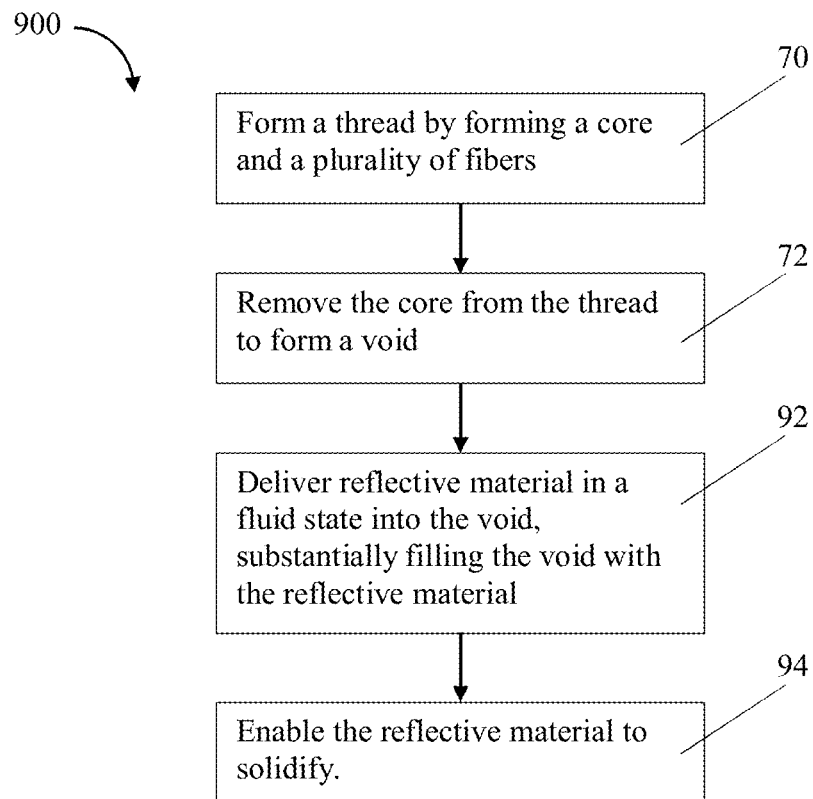 900
70
Form a thread by forming a core
and a plurality of fibers
72
Remove the core from the thread
to form a void
92
Deliver reflective material in a
fluid state into the void,
substantially filling the void with
the reflective material
94
Enable the reflective material to
solidify.